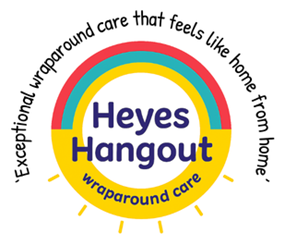 ‘Exceptional wraparound care that feels like home from home’
Heyes
Hangout
wraparound care